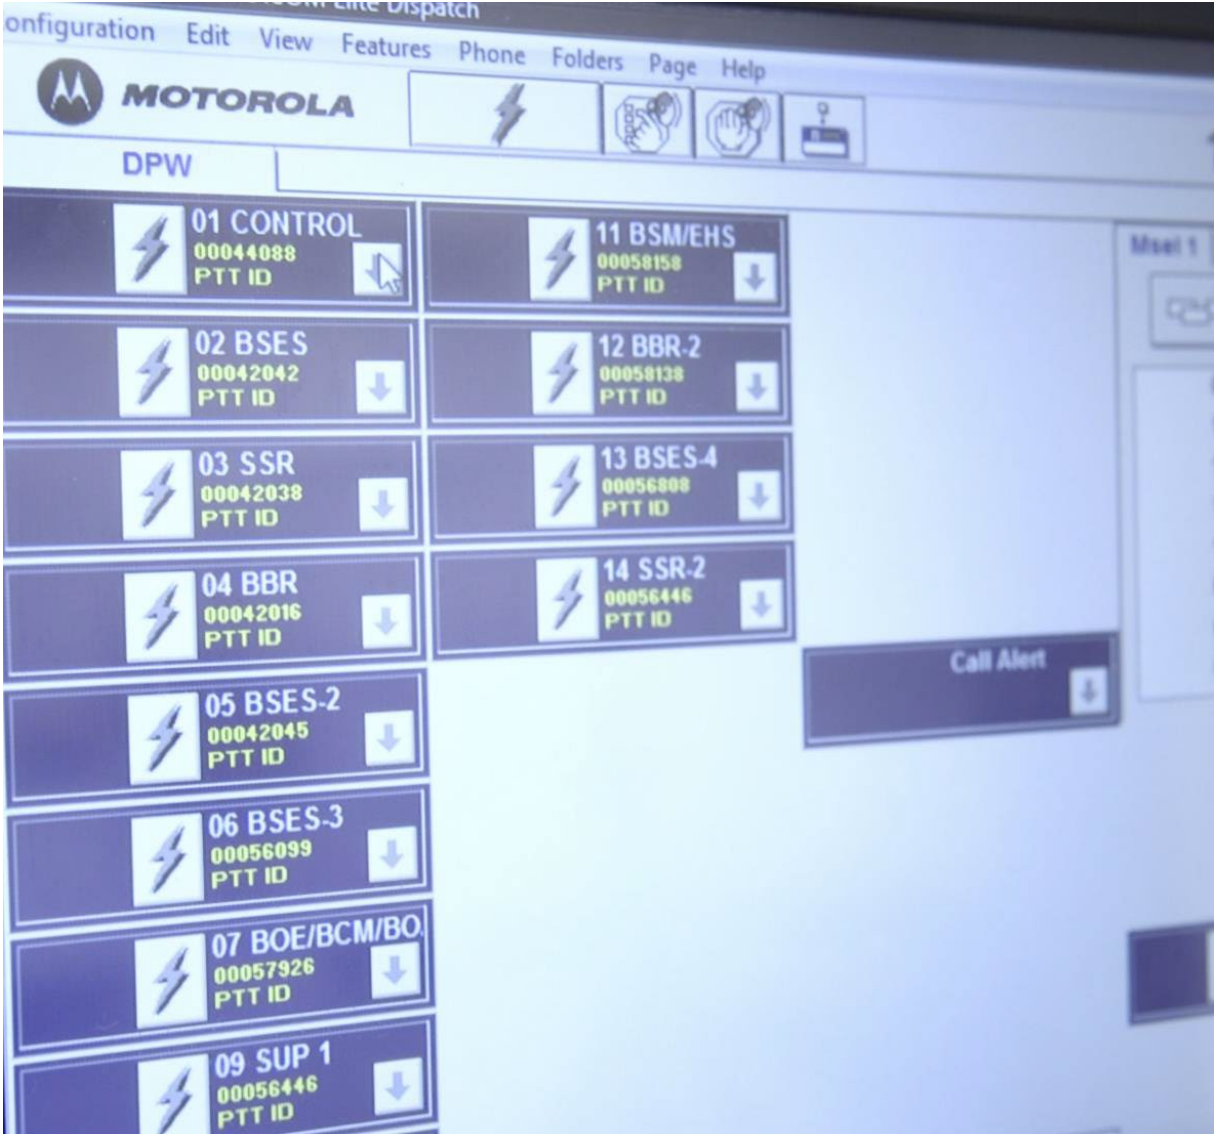 Elite Dispatch
onfiguration Edit View Features Phone Folders Page Help
MOTOROLA
DPW
01 CONTROL
00044088
PTT ID
02 BSES
00042042
PTT ID
03 SSR
00042038
PTT ID
04 BBR
00042016
PTT ID
05 BSES-2
00042045
PTT ID
06 BSES-3
00056099
PTT ID
07 BOE/BCM/BO
00057926
PTT ID
09 SUP 1
00056446
PTT ID
11 BSM/EHS
00058158
PTT ID
12 BBR-2
00058138
PTT ID
13 BSES-4
00056808
PTT ID
14 SSR-2
00056446
PTT ID
Call Alert
Msel 1